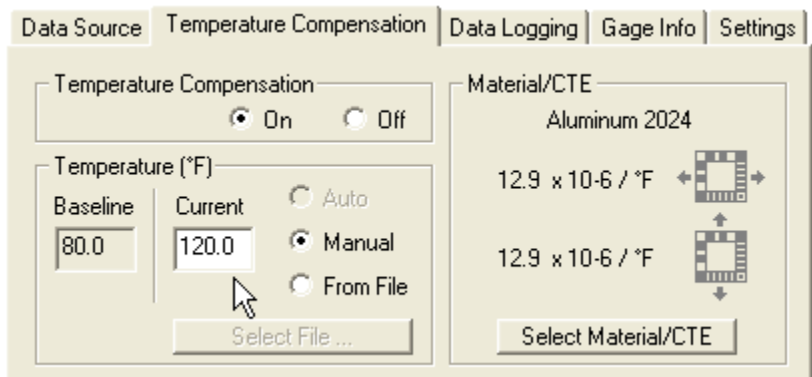 Data Source Temperature Compensation Data Logging Gage Info Settings
Temperature Compensation
On Off
Temperature (°F)
Baseline Current
80.0 120.0
Auto
Manual
From File
Select File ...
Material/CTE
Aluminum 2024
12.9 x 10-6 / °F
12.9 x 10-6 / °F
Select Material/CTE